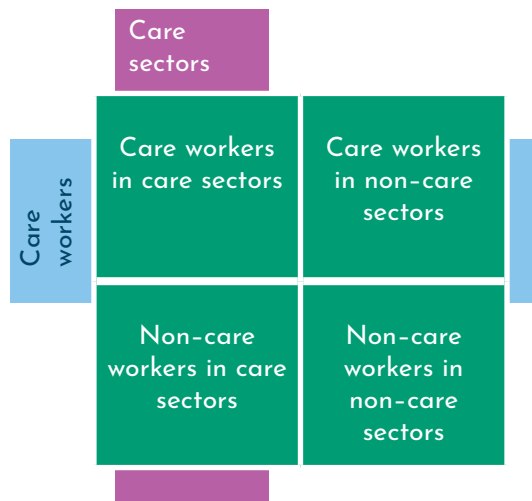 Care
sectors
Care workers
in care sectors
Care workers
in non-care
sectors
Care
workers
Non-care
workers in care
sectors
Non-care
workers in
non-care
sectors